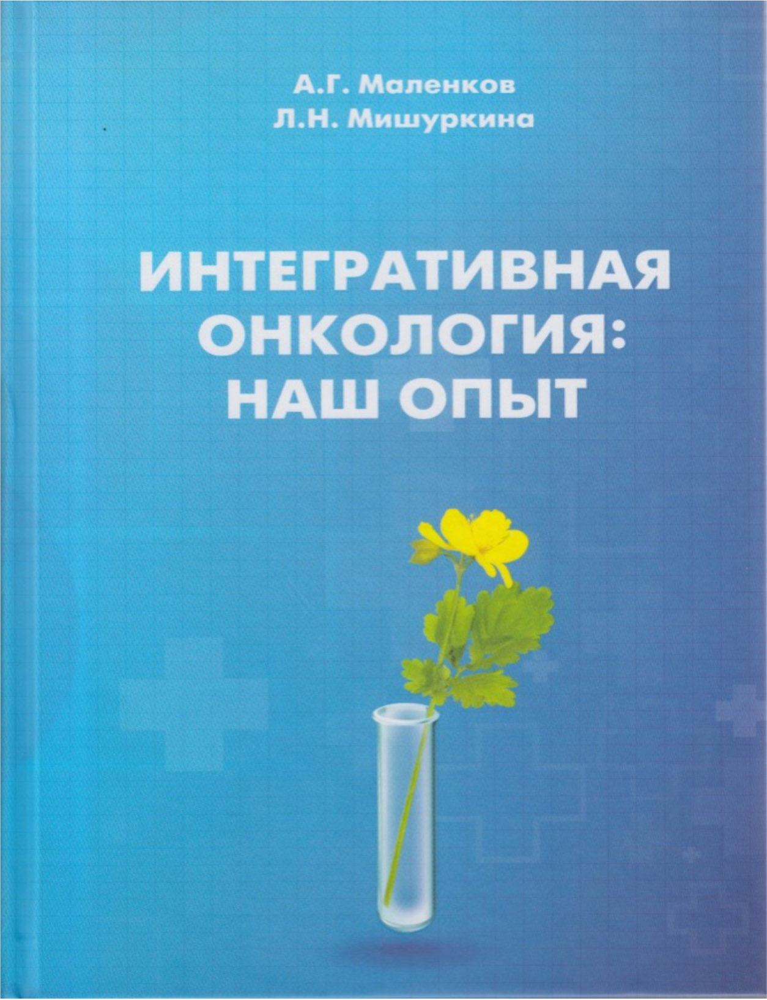 А.Г. Маленков
Л.Н. Мишуркина
ИНТЕГРАТИВНАЯ
ОНКОЛОГИЯ:
НАШ ОПЫТ